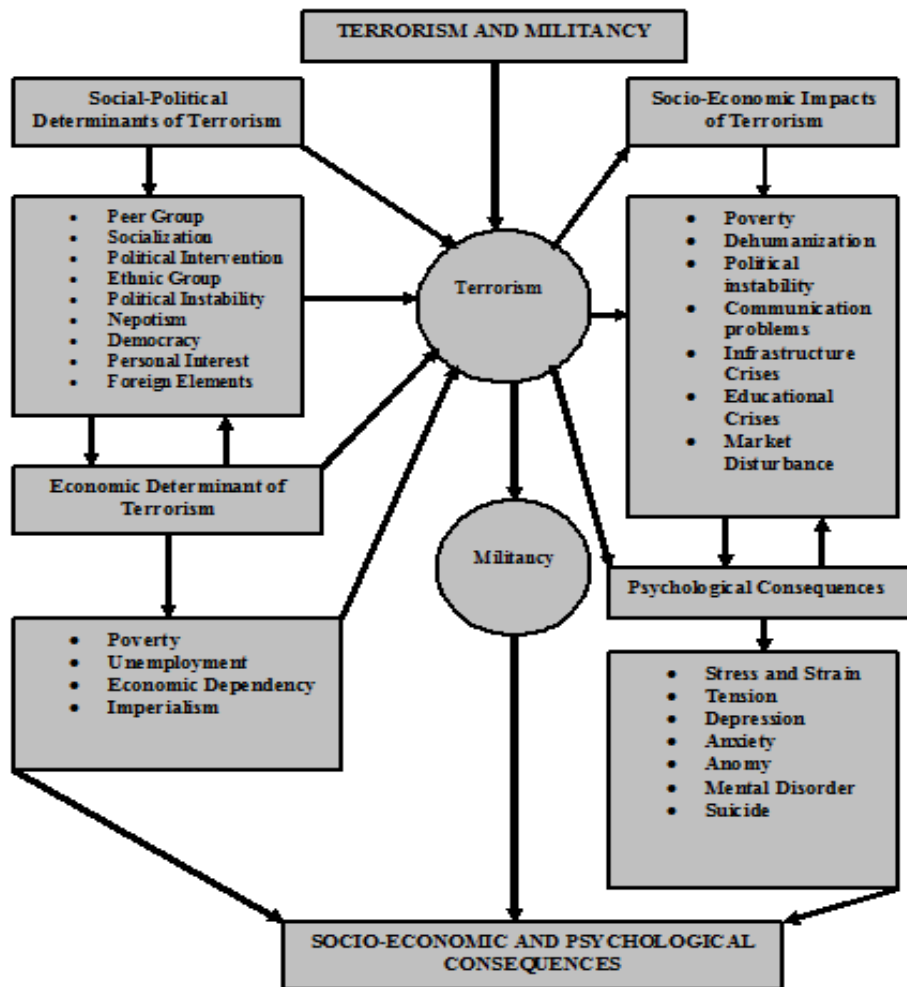 TERRORISM AND MILITANCY
Social-Political
Determinants of Terrorism
Socio-Economic Impacts
of Terrorism
• Peer Group
• Socialization
• Political Intervention
• Ethnic Group
• Political Instability
• Nepotism
• Democracy
• Personal Interest
• Foreign Elements
Terrorism
• Poverty
• Dehumanization
• Political
instability
• Communication
problems
• Infrastructure
Crises
• Educational
Crises
• Market
Disturbance
Economic Determinant of
Terrorism
Militancy
Psychological Consequences
• Poverty
• Unemployment
• Economic Dependency
• Imperialism
• Stress and Strain
• Tension
• Depression
• Anxiety
• Anomy
• Mental Disorder
• Suicide
SOCIO-ECONOMIC AND PSYCHOLOGICAL
CONSEQUENCES